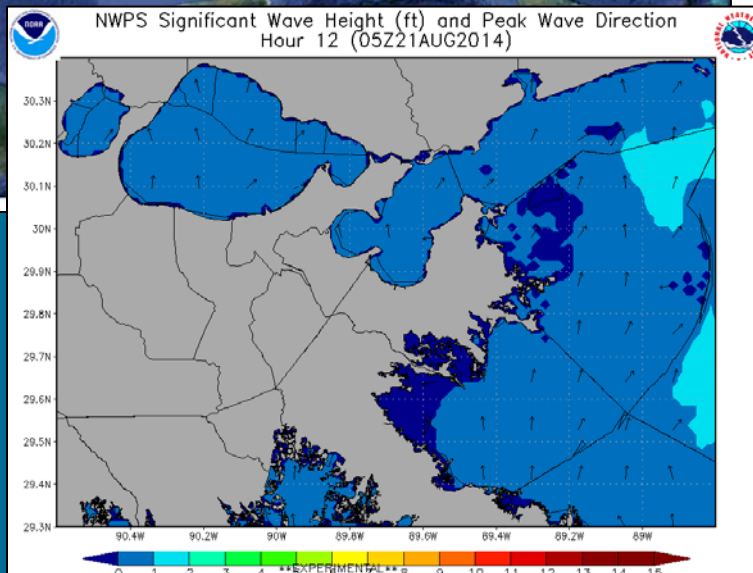 NWPS Significant Wave Height (ft) and Peak Wave Direction
Hour 12 (05Z21AUG2014)
NOAA
30.3N
30.2N
30.1N
30N
29.9N
29.8N
29.7N
29.6N
29.5N
29.4N
29.3N
90.4W 90.2W 90W 89.8W 89.6W 89.4W 89.2W 89W
0 1 2 3 4 5 6 7 8 9 10 11 12 13 14 15
**EXPERIMENTAL**